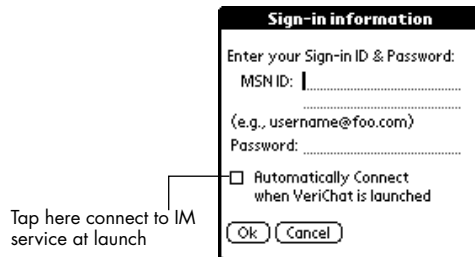 Sign-in information
Enter your Sign-in ID & Password:
MSN ID:
(e.g., username@foo.com)
Password:
Automatically Connect
when VeriChat is launched
Tap here connect to IM
service at launch
Ok Cancel